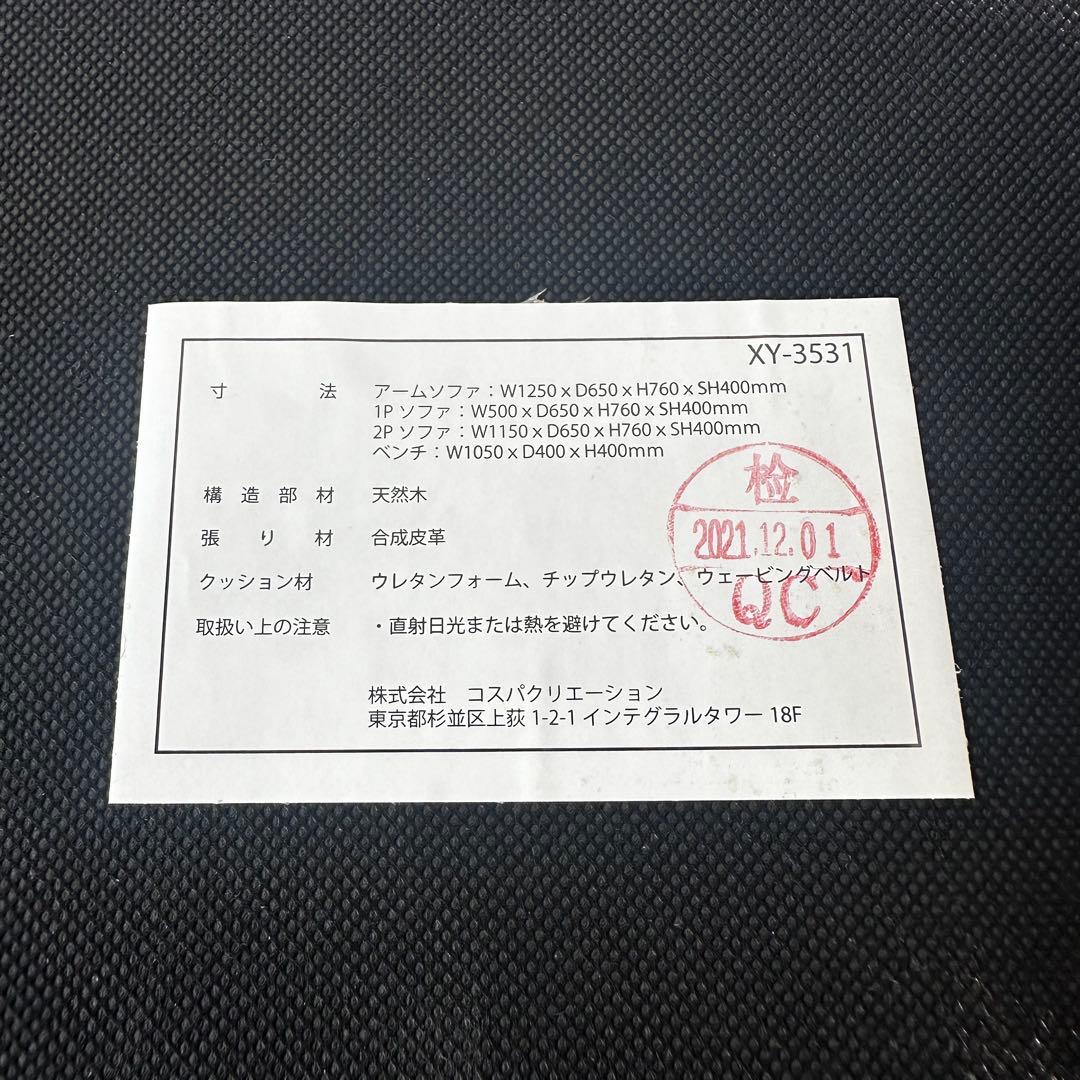 XY-3531
寸法 アームソファ：W1250 x D650 x H760 x SH400mm
1P ソファ：W500 x D650 x H760 x SH400mm
2P ソファ：W1150 x D650 x H760 x SH400mm
ベンチ：W1050 x D400 x H400mm
構造部材 天然木
張り材 合成皮革
クッション材 ウレタンフォーム、チップウレタン、ウェービングベルト
取扱い上の注意 ・直射日光または熱を避けてください。
株式会社 コスパクリエーション
東京都杉並区上荻 1-2-1 インテグラルタワー 18F
检
2021.12.01
QC